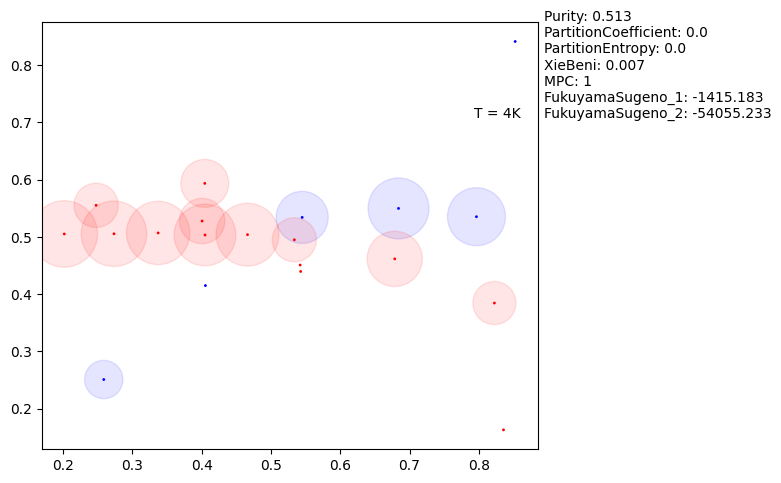 Purity: 0.513
PartitionCoefficient: 0.0
PartitionEntropy: 0.0
XieBeni: 0.007
MPC: 1
FukuyamaSugeno_1: -1415.183
FukuyamaSugeno_2: -54055.233
T = 4K
0.8
0.7
0.6
0.5
0.4
0.3
0.2
0.2 0.3 0.4 0.5 0.6 0.7 0.8